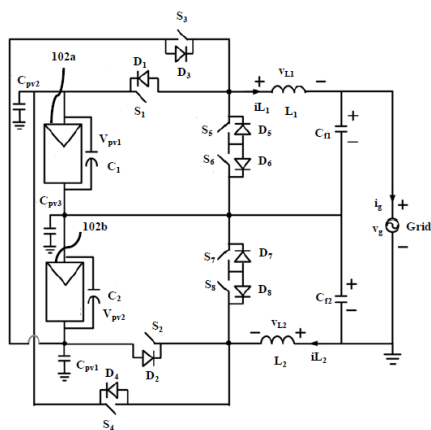 S3
D3
102a
D1
Cpv2
S1
vL1
+ -
+ iL1
L1
Vpv1
C1
S5
D5
S6
D6
Cf1
+
-
Cpv3
ig
+
vg
Grid
-
102b
S7
D7
S8
D8
C2
Vpv2
S2
Cf2
+
-
vL2
- +
L2
iL2
Cpv1
D2
D4
S4